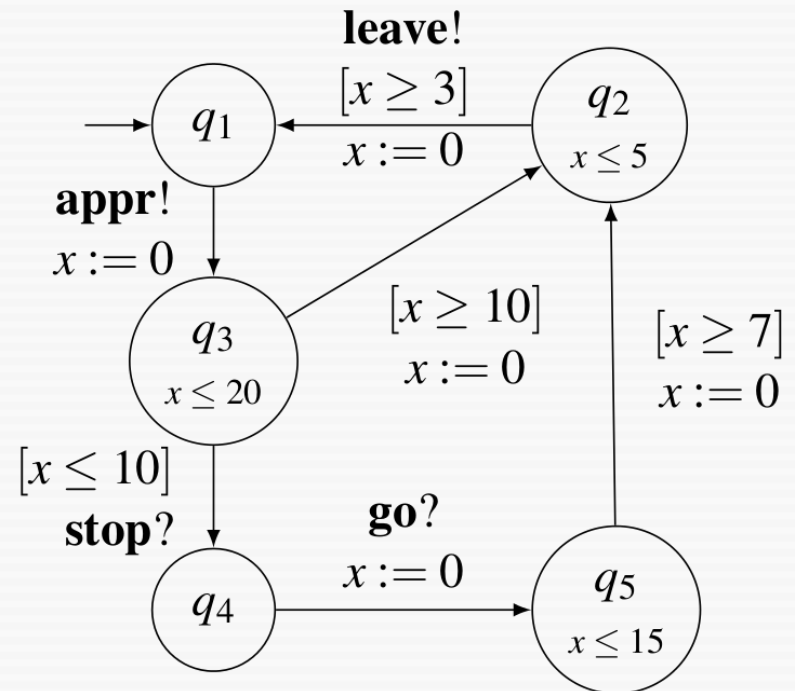 leave!
[x ≥ 3]
x := 0
q1
q2
x ≤ 5
appr!
x := 0
q3
x ≤ 20
[x ≥ 10]
x := 0
[x ≥ 7]
x := 0
[x ≤ 10]
stop?
go?
x := 0
q4
q5
x ≤ 15